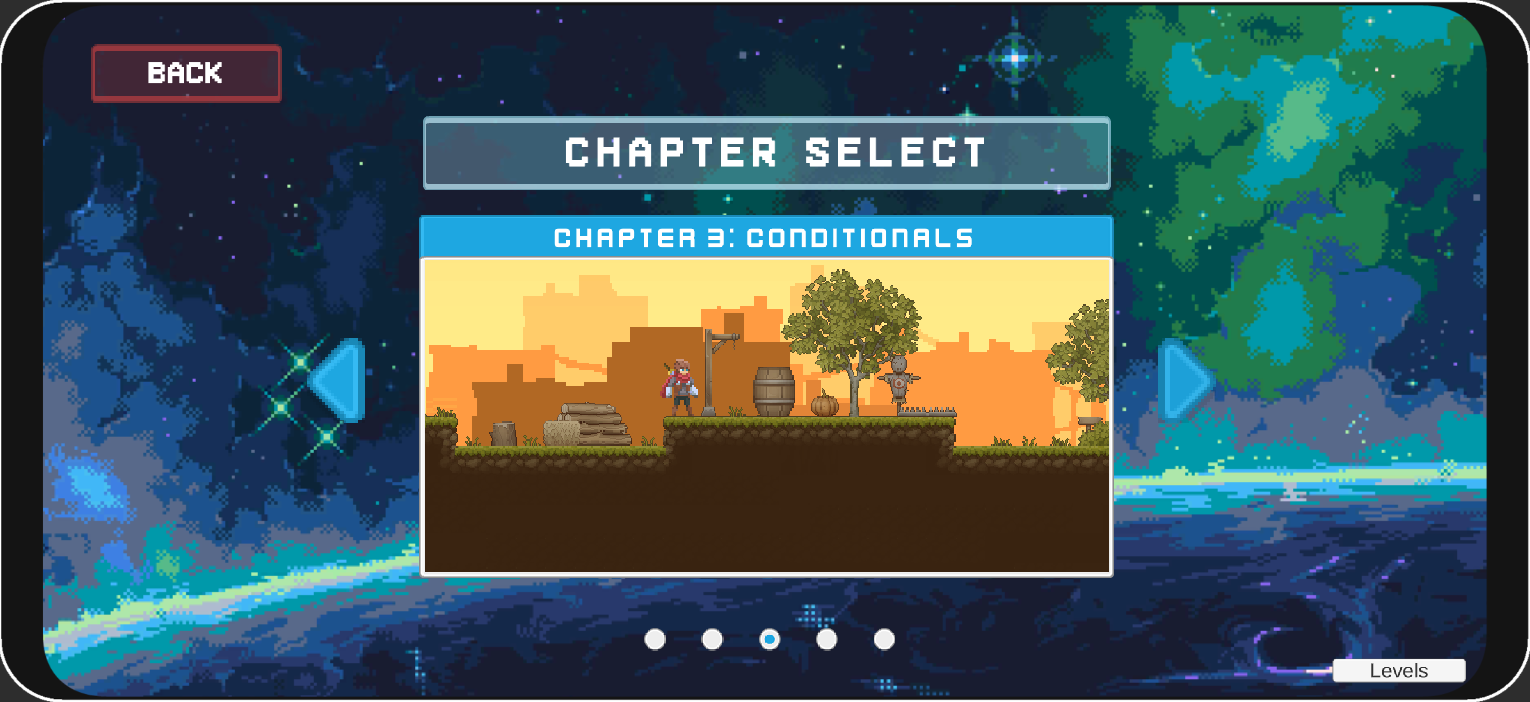 BACK
CHAPTER SELECT
CHAPTER 3: CONDITIONALS
Levels